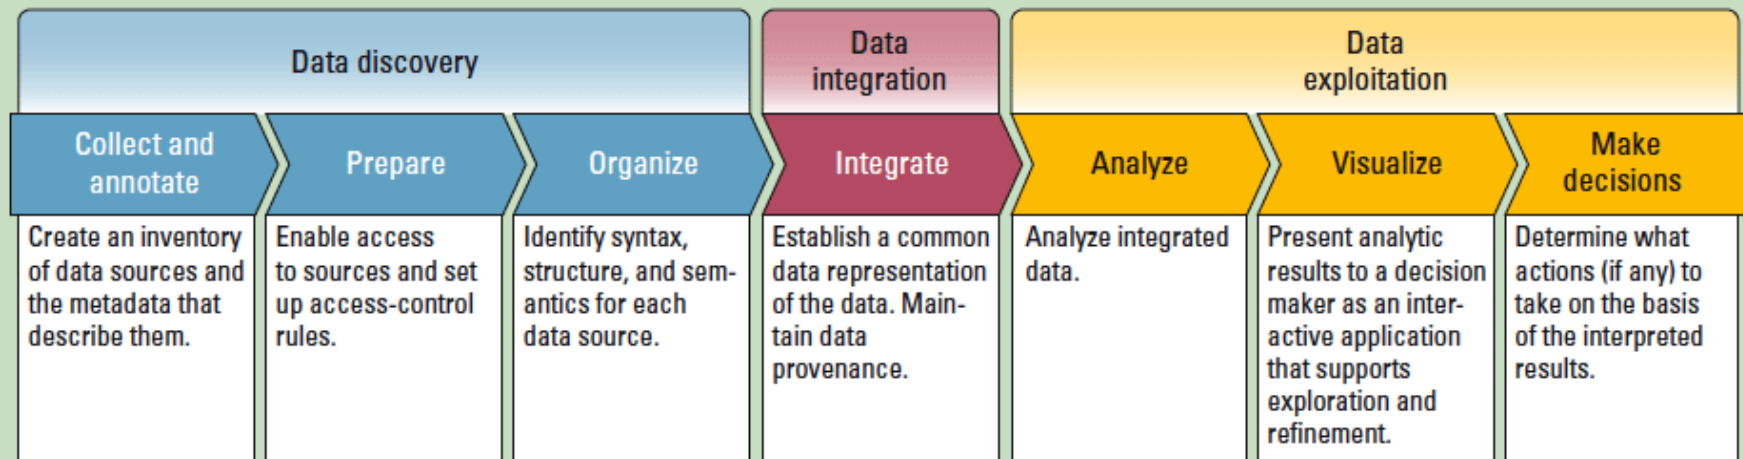 Data discovery
Data
integration
Data
exploitation
Collect and
annotate
Prepare
Organize
Integrate
Analyze
Visualize
Make
decisions
Create an inventory
of data sources and
the metadata that
describe them.
Enable access
to sources and set
up access-control
rules.
Identify syntax,
structure, and sem-
antics for each
data source.
Establish a common
data representation
of the data. Main-
tain data
provenance.
Analyze integrated
data.
Present analytic
results to a decision
maker as an inter-
active application
that supports
exploration and
refinement.
Determine what
actions (if any) to
take on the basis
of the interpreted
results.